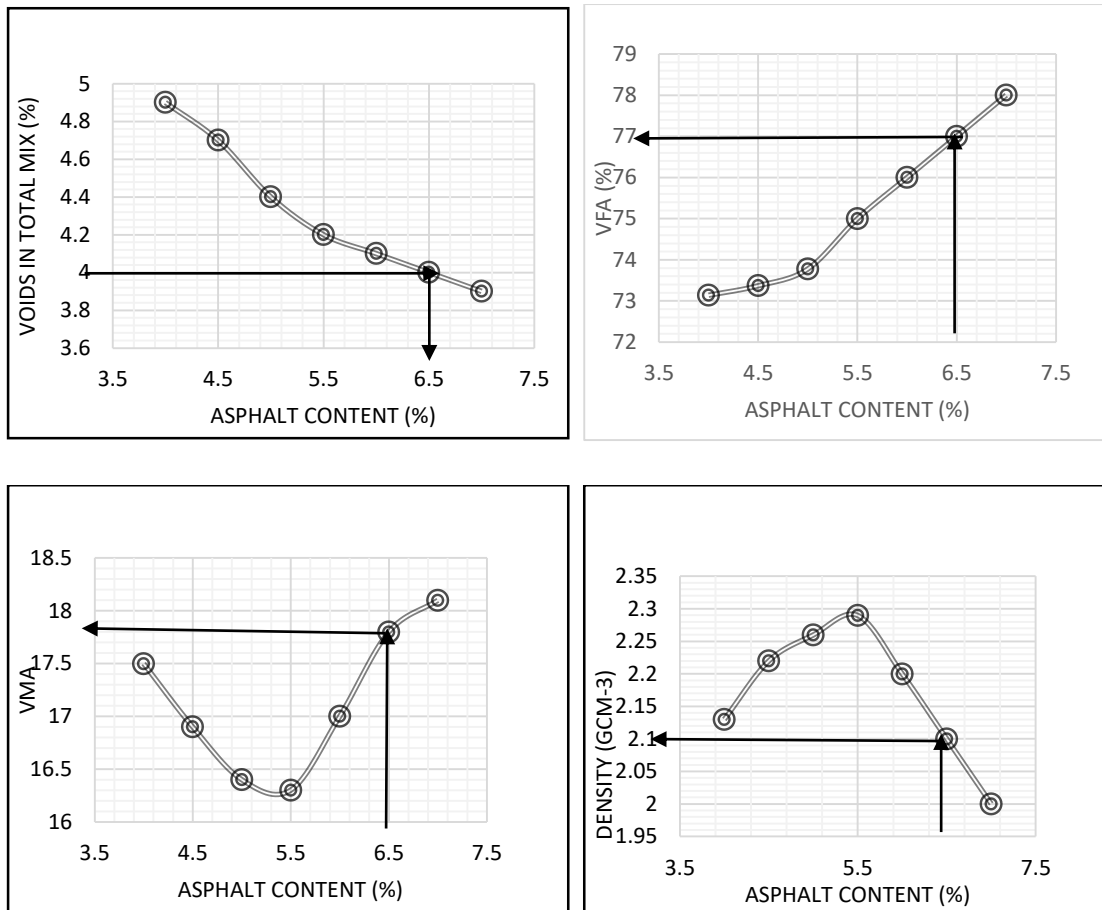 5
4.8
4.6
4.4
4.2
4
3.8
3.6
3.5 4.5 5.5 6.5 7.5
VOIDS IN TOTAL MIX (%)
ASPHALT CONTENT (%)
79
78
77
76
75
74
73
72
3.5 4.5 5.5 6.5 7.5
VFA (%)
ASPHALT CONTENT (%)
18.5
18
17.5
17
16.5
16
3.5 4.5 5.5 6.5 7.5
VMA
ASPHALT CONTENT (%)
2.35
2.3
2.25
2.2
2.15
2.1
2.05
2
1.95
3.5 5.5 7.5
DENSITY (GCM-3)
ASPHALT CONTENT (%)